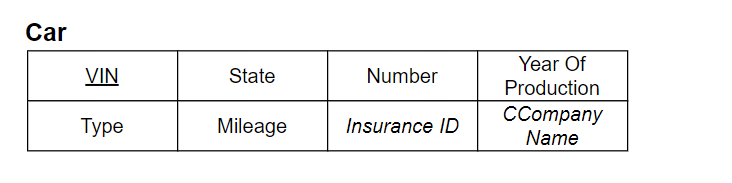 Car
VIN State Number Year Of
Production
Type Mileage Insurance ID CCompany
Name